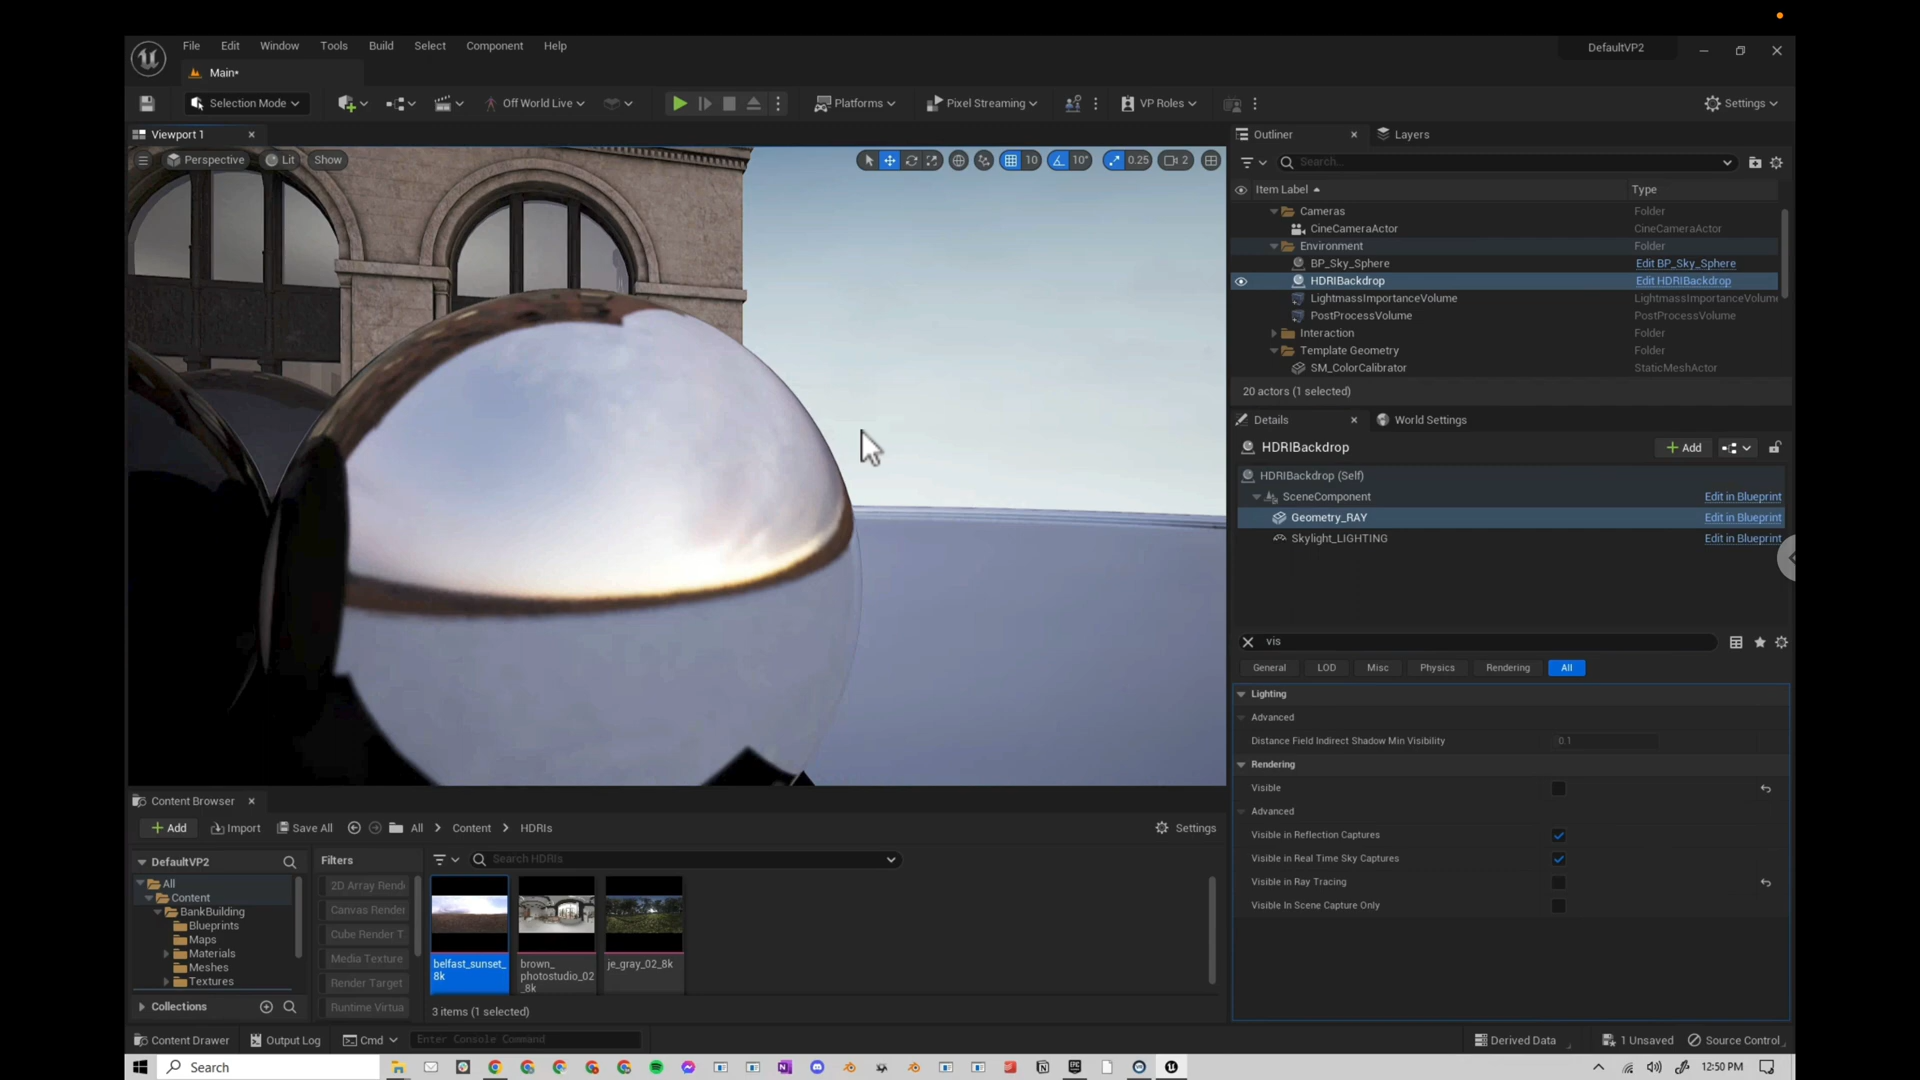 File Edit Window Tools Build Select Component Help
DefaultVP2
Main*
Selection Mode
Off World Live
Platforms
Pixel Streaming
VP Roles
Settings
Viewport 1
Perspective Lit Show
10 10° 0.25 2
Outliner Layers
Search...
Item Label Type
Cameras Folder
CineCameraActor CineCameraActor
Environment Folder
BP_Sky_Sphere Edit BP_Sky_Sphere
HDRIBackdrop Edit HDRIBackdrop
LightmassImportanceVolume LightmassImportanceVolum
PostProcessVolume PostProcessVolume
Interaction Folder
Template Geometry Folder
SM_ColorCalibrator StaticMeshActor
20 actors (1 selected)
Details World Settings
HDRIBackdrop + Add
HDRIBackdrop (Self)
SceneComponent Edit in Blueprint
Geometry_RAY Edit in Blueprint
Skylight_LIGHTING Edit in Blueprint
vis
General LOD Misc Physics Rendering All
Lighting
Advanced
Distance Field Indirect Shadow Min Visibility 0.1
Rendering
Visible
Advanced
Visible in Reflection Captures
Visible in Real Time Sky Captures
Visible in Ray Tracing
Visible In Scene Capture Only
Content Browser
+ Add Import Save All All > Content > HDRIs Settings
DefaultVP2
Filters
Search HDRIs
All
Content
BankBuilding
Blueprints
Maps
Materials
Meshes
Textures
Collections
2D Array Rende
Canvas Render
Cube Render T
Media Texture
Render Target
Runtime Virtua
belfast_sunset_
8k
brown_
photostudio_02
_8k
je_gray_02_8k
3 items (1 selected)
Content Drawer Output Log Cmd Enter Console Command
Derived Data 1 Unsaved Source Control
Search
12:50 PM